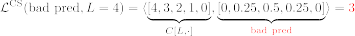 𝓛^CS(bad pred, L = 4) = ⟨[4, 3, 2, 1, 0], [0, 0.25, 0.5, 0.25, 0]⟩ = 3
C[L,·] bad pred